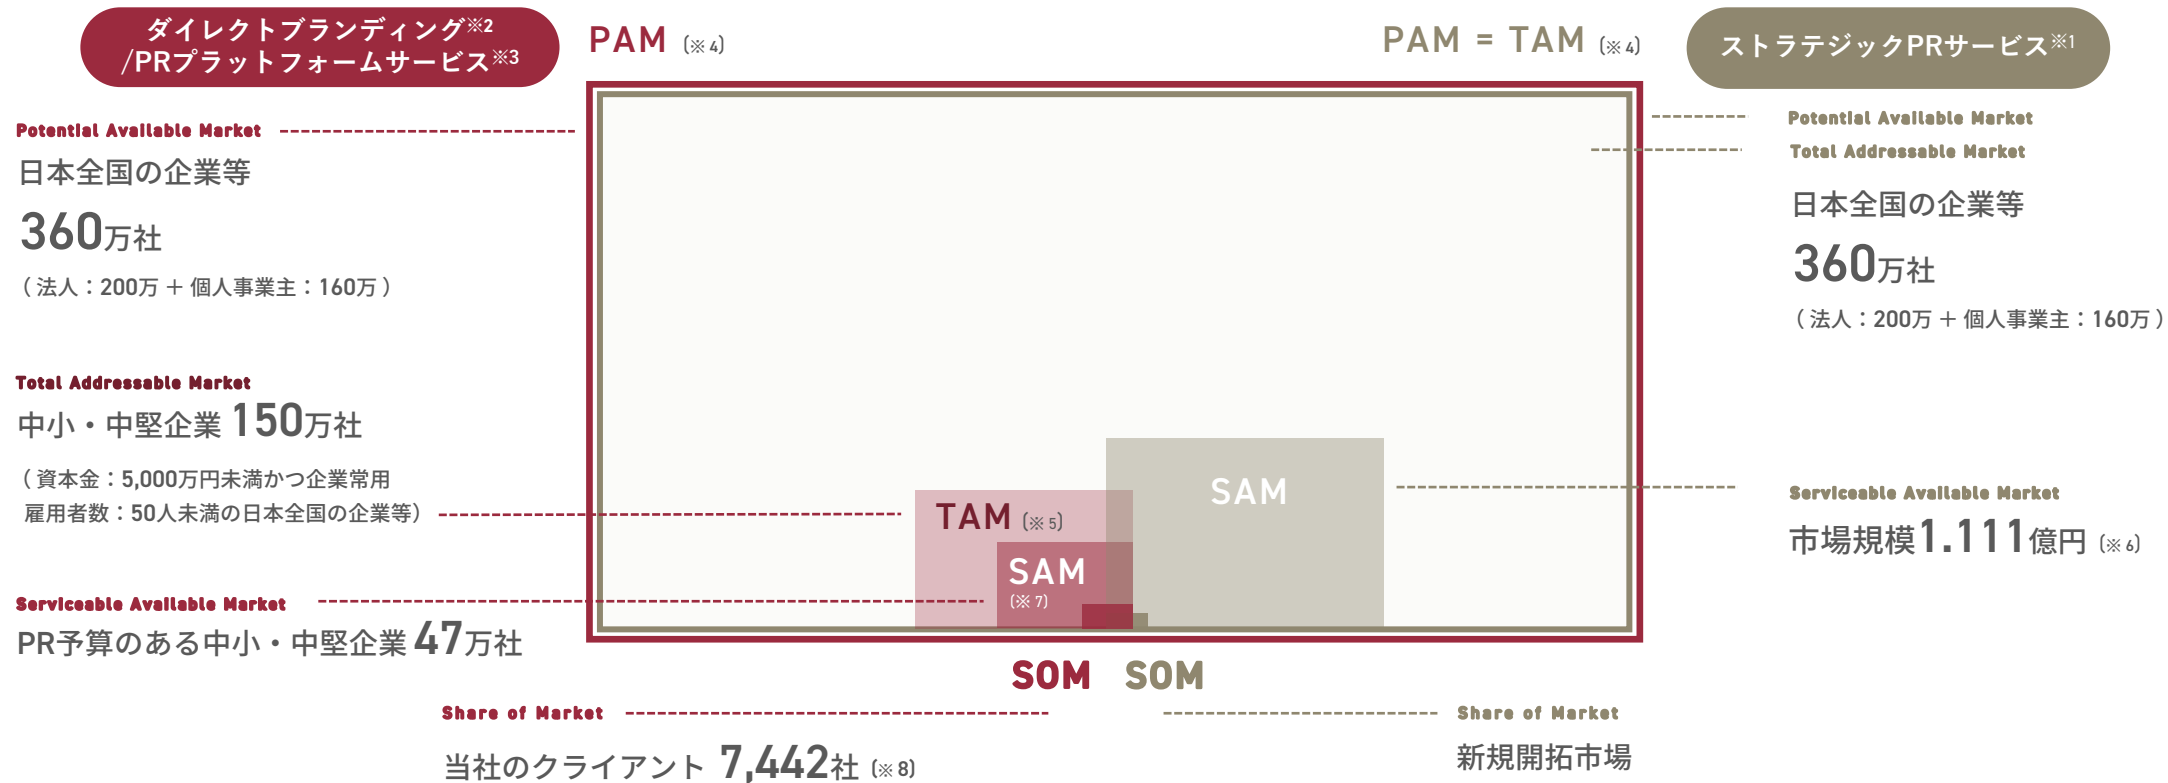 ダイレクトブランディング※2
/PRプラットフォームサービス※3
PAM (※4)
PAM = TAM (※4)
ストラテジックPRサービス※1
Potential Available Market
日本全国の企業等
360万社
（法人：200万 ＋ 個人事業主：160万）
Total Addressable Market
中小・中堅企業 150万社
（資本金：5,000万円未満かつ企業常用
雇用者数：50人未満の日本全国の企業等）
Serviceable Available Market
PR予算のある中小・中堅企業 47万社
TAM (※5)
SAM
(※7)
SAM
Potential Available Market
Total Addressable Market
日本全国の企業等
360万社
（法人：200万 ＋ 個人事業主：160万）
Serviceable Available Market
市場規模1.111億円 (※6)
SOM
SOM
Share of Market
当社のクライアント 7,442社 (※8)
Share of Market
新規開拓市場